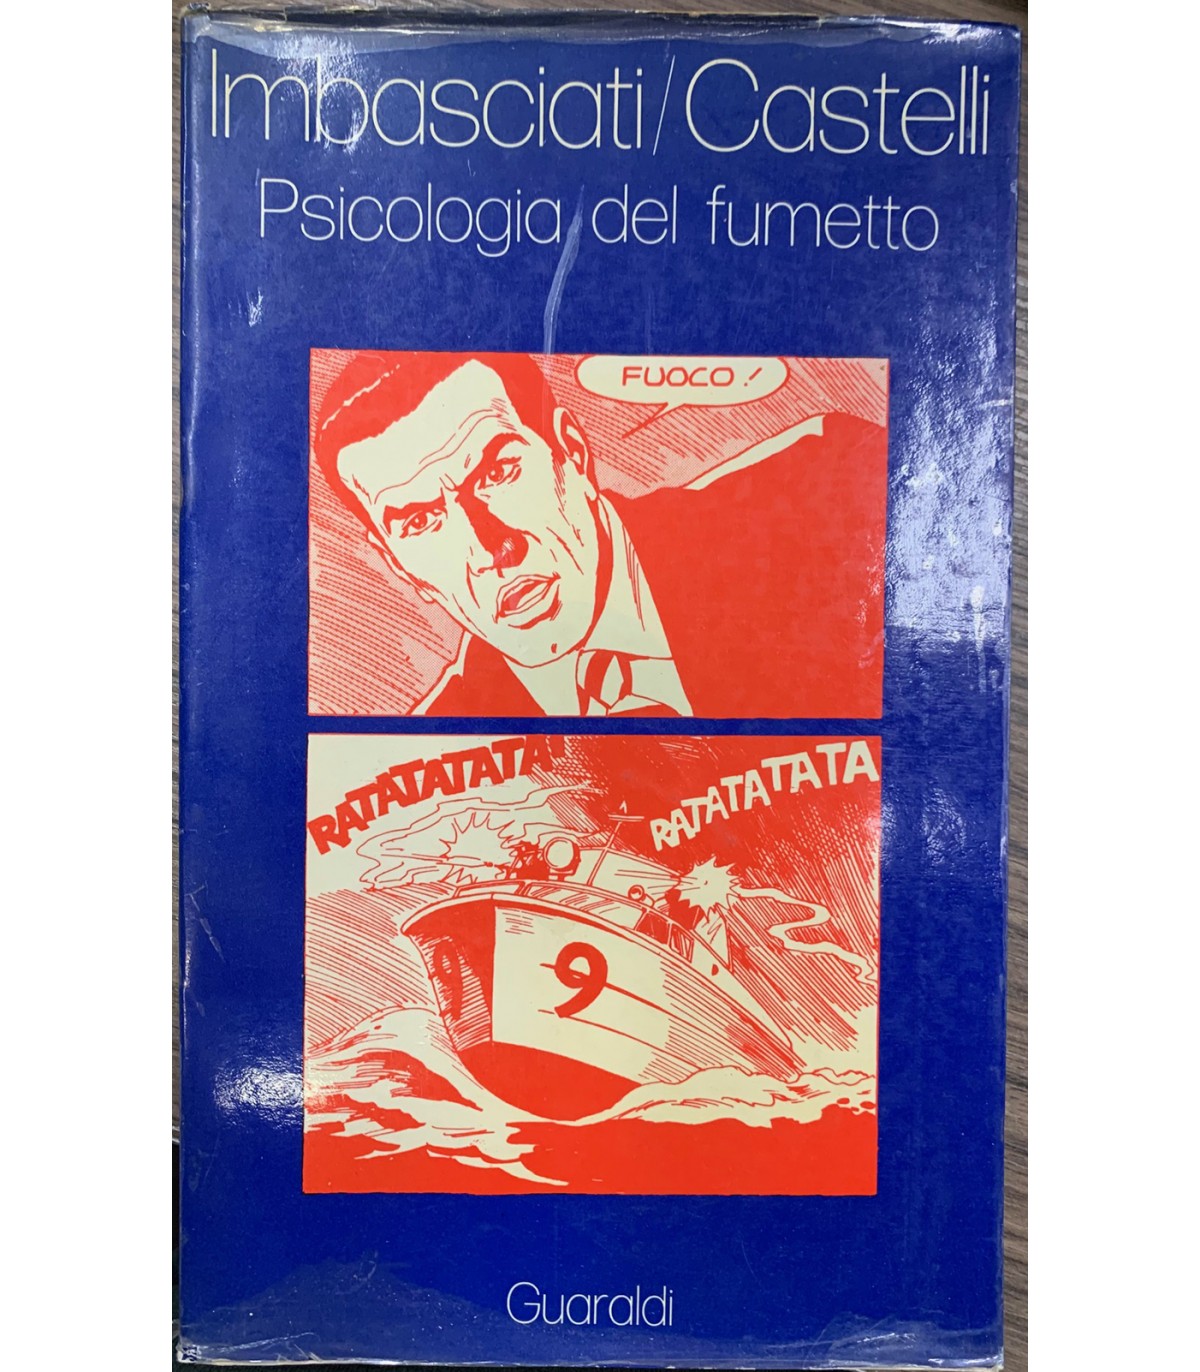 Imbasciati/Castelli
Psicologia del fumetto
FUOCO!
RATATATATA!
RATATATATA
9
Guaraldi